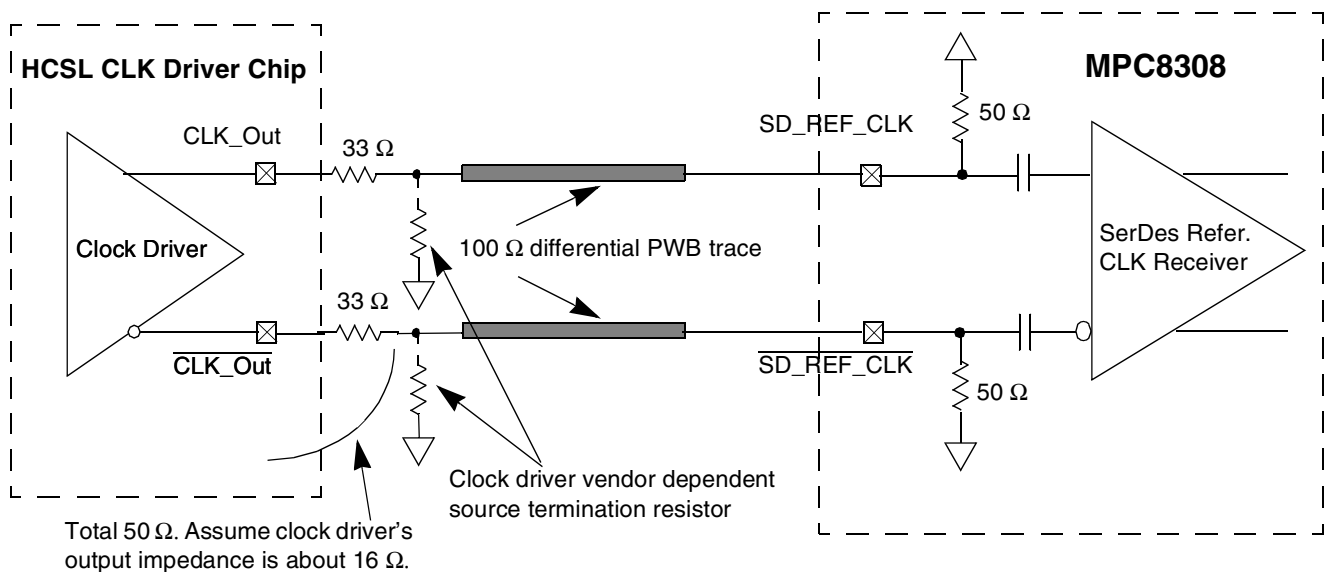 HCSL CLK Driver Chip
MPC8308
CLK_Out
33 Ω
SD_REF_CLK
50 Ω
Clock Driver
100 Ω differential PWB trace
SerDes Refer.
CLK Receiver
33 Ω
CLK_Out
SD_REF_CLK
50 Ω
Clock driver vendor dependent
source termination resistor
Total 50 Ω. Assume clock driver's
output impedance is about 16 Ω.